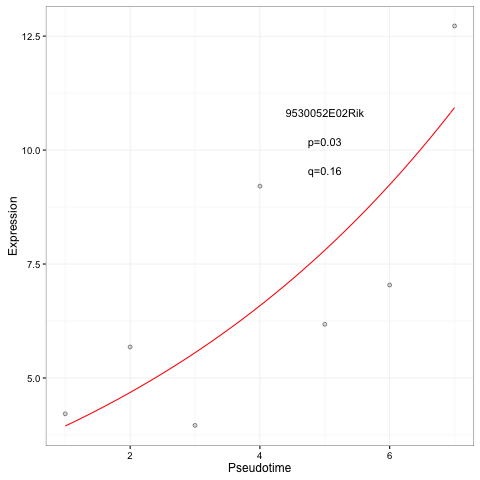 12.5
10.0
7.5
5.0
Expression
9530052E02Rik
p=0.03
q=0.16
2
4
6
Pseudotime